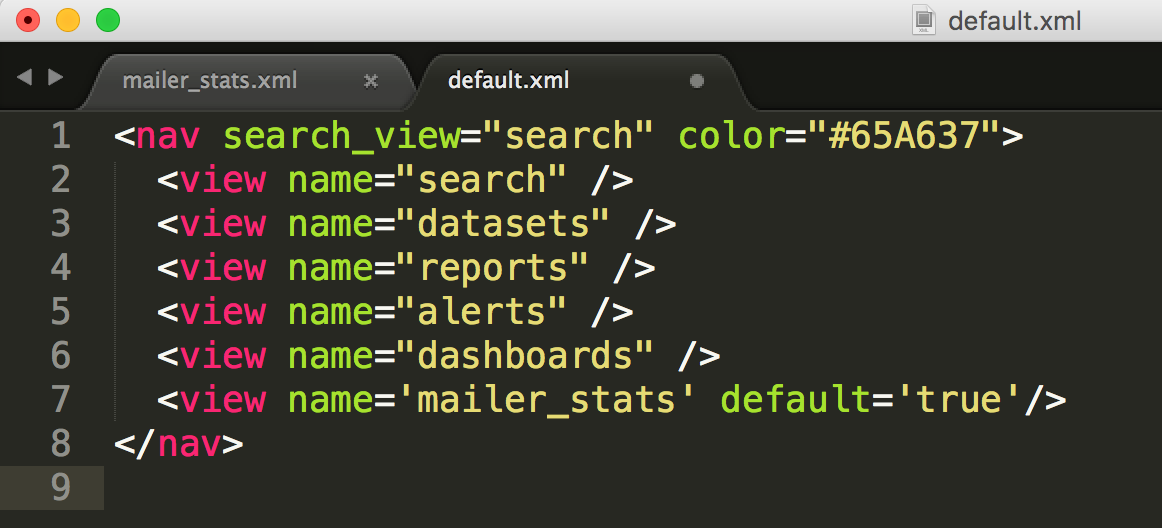 default.xml
mailer_stats.xml default.xml
1 <nav search_view="search" color="#65A637">
2   <view name="search" />
3   <view name="datasets" />
4   <view name="reports" />
5   <view name="alerts" />
6   <view name="dashboards" />
7   <view name='mailer_stats' default='true'/>
8 </nav>
9